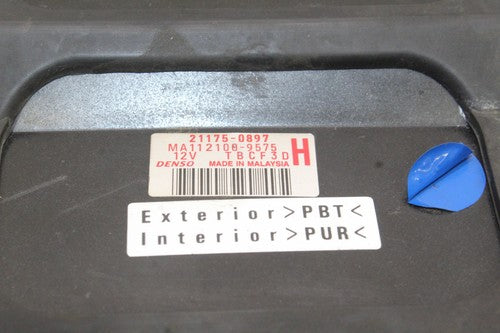 21175-0897
MA112100-9575
12V TBCF3D H
DENSO MADE IN MALAYSIA
Exterior>PBT<
Interior>PUR<